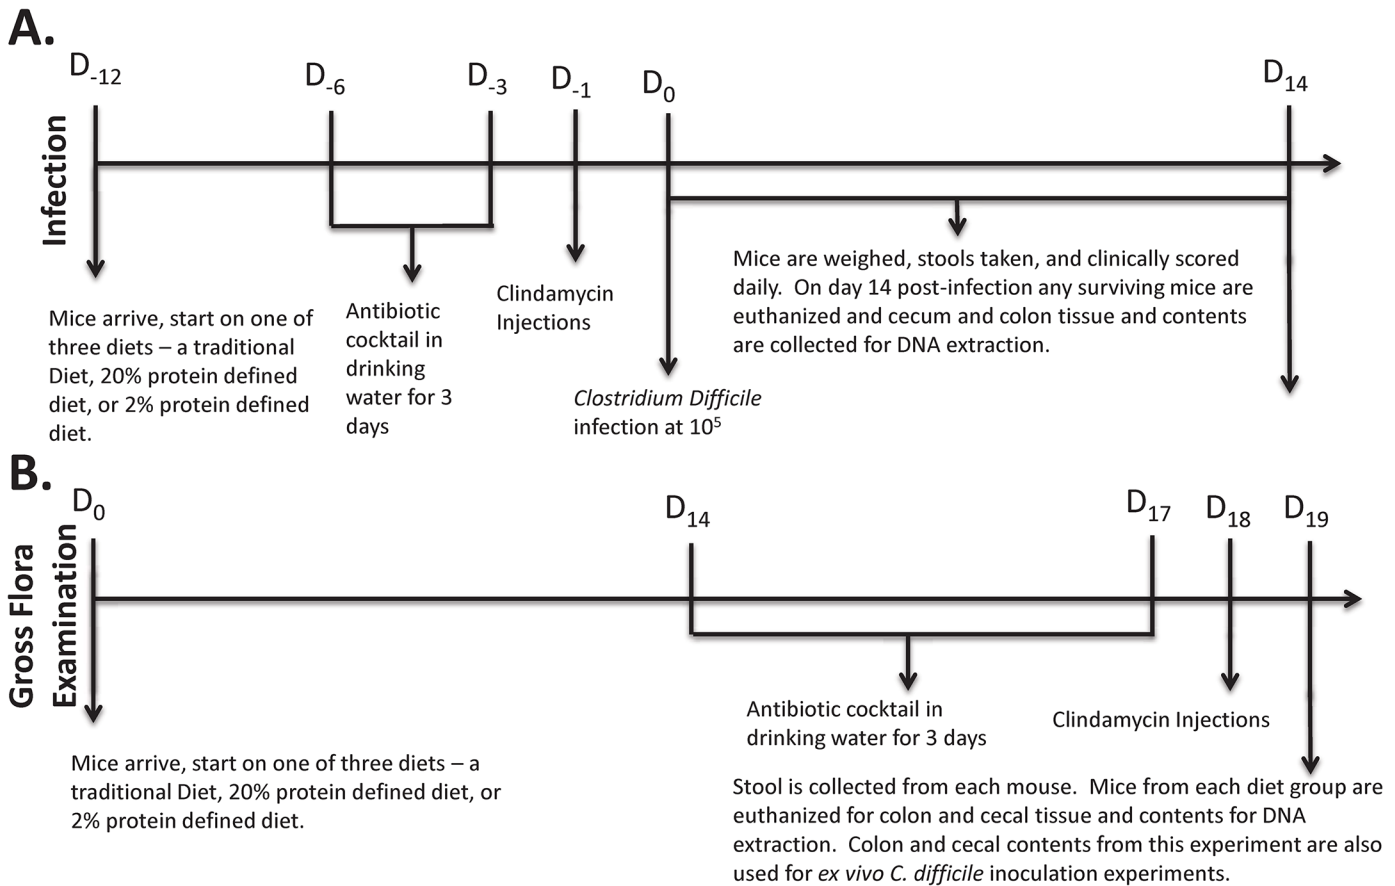 A.
D-12
D-6
D-3
D-1
D0
D14
Infection
Mice arrive, start on one of
three diets – a traditional
Diet, 20% protein defined
diet, or 2% protein defined
diet.
Antibiotic
cocktail in
drinking
water for 3
days
Clindamycin
Injections
Clostridium Difficile
infection at 10⁵
Mice are weighed, stools taken, and clinically scored
daily. On day 14 post-infection any surviving mice are
euthanized and cecum and colon tissue and contents
are collected for DNA extraction.
B.
D0
D14
D17
D18
D19
Gross Flora
Examination
Mice arrive, start on one of three diets – a
traditional Diet, 20% protein defined diet, or
2% protein defined diet.
Antibiotic cocktail in
drinking water for 3 days
Clindamycin Injections
Stool is collected from each mouse. Mice from each diet group are
euthanized for colon and cecal tissue and contents for DNA
extraction. Colon and cecal contents from this experiment are also
used for ex vivo C. difficile inoculation experiments.